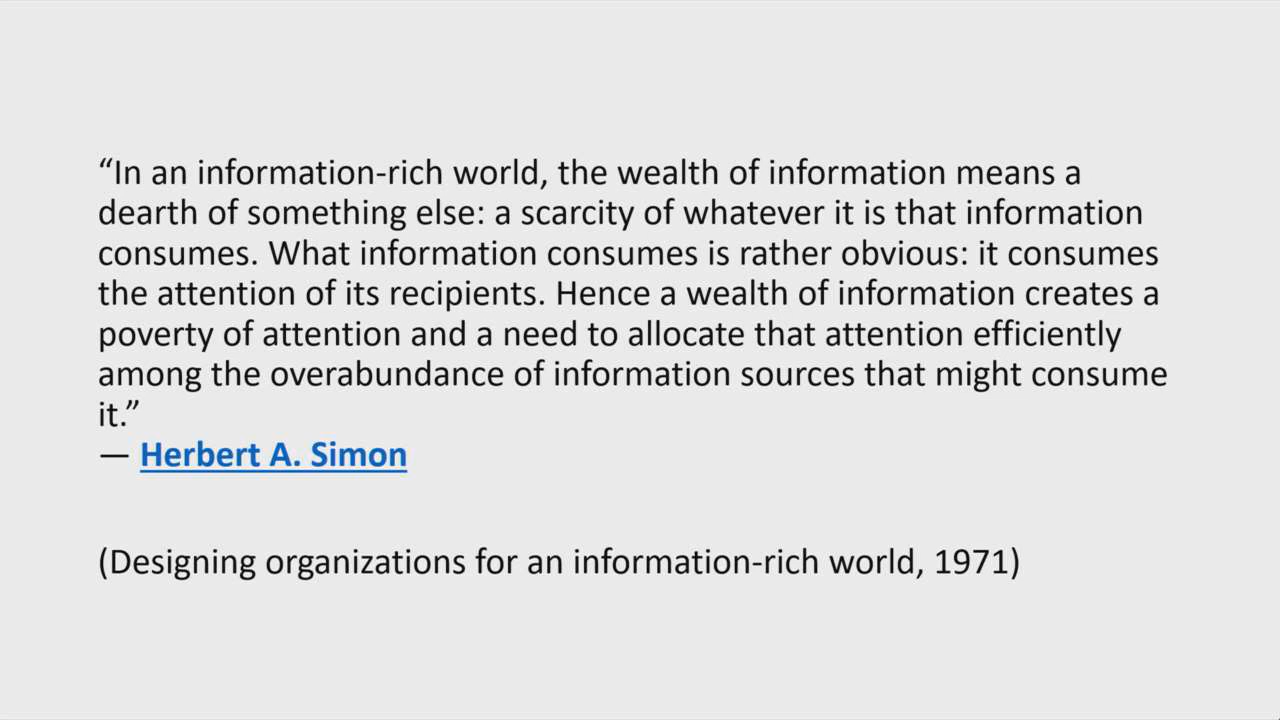 “In an information-rich world, the wealth of information means a
dearth of something else: a scarcity of whatever it is that information
consumes. What information consumes is rather obvious: it consumes
the attention of its recipients. Hence a wealth of information creates a
poverty of attention and a need to allocate that attention efficiently
among the overabundance of information sources that might consume
it.”
— Herbert A. Simon
(Designing organizations for an information-rich world, 1971)